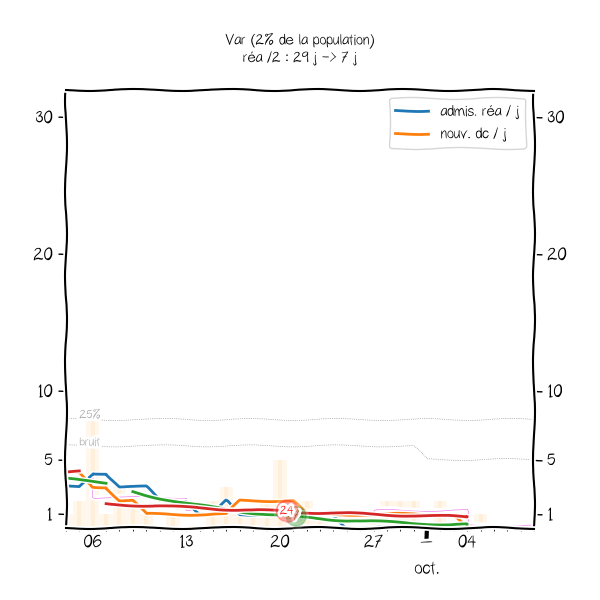 Var (2% de la population)
réa /2 : 29 j -> 7 j
admis. réa / j
nouv. dc / j
30
30
20
20
10
10
25%
bruit
5
5
24
1
1
06
13
20
27
04
oct.